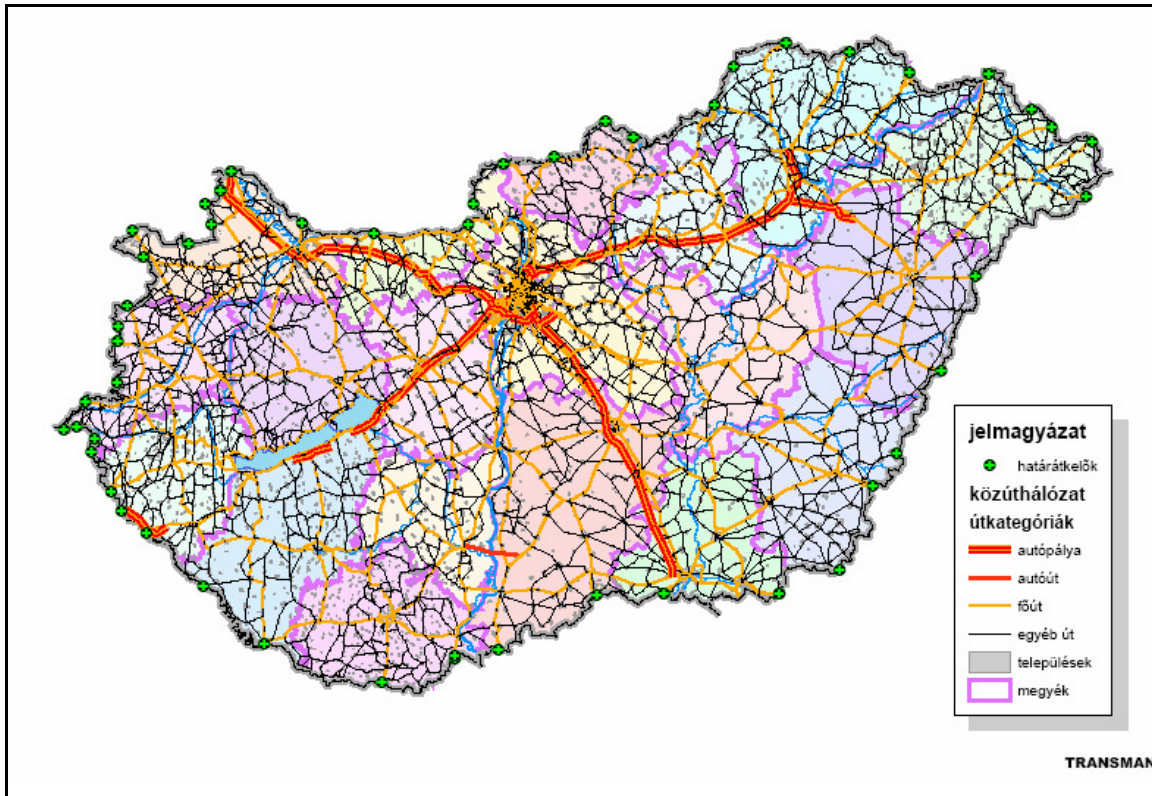 jelmagyázat
határátkelők
közúthálózat
útkategóriák
autópálya
autóút
főút
egyéb út
települések
megyék
TRANSMAN